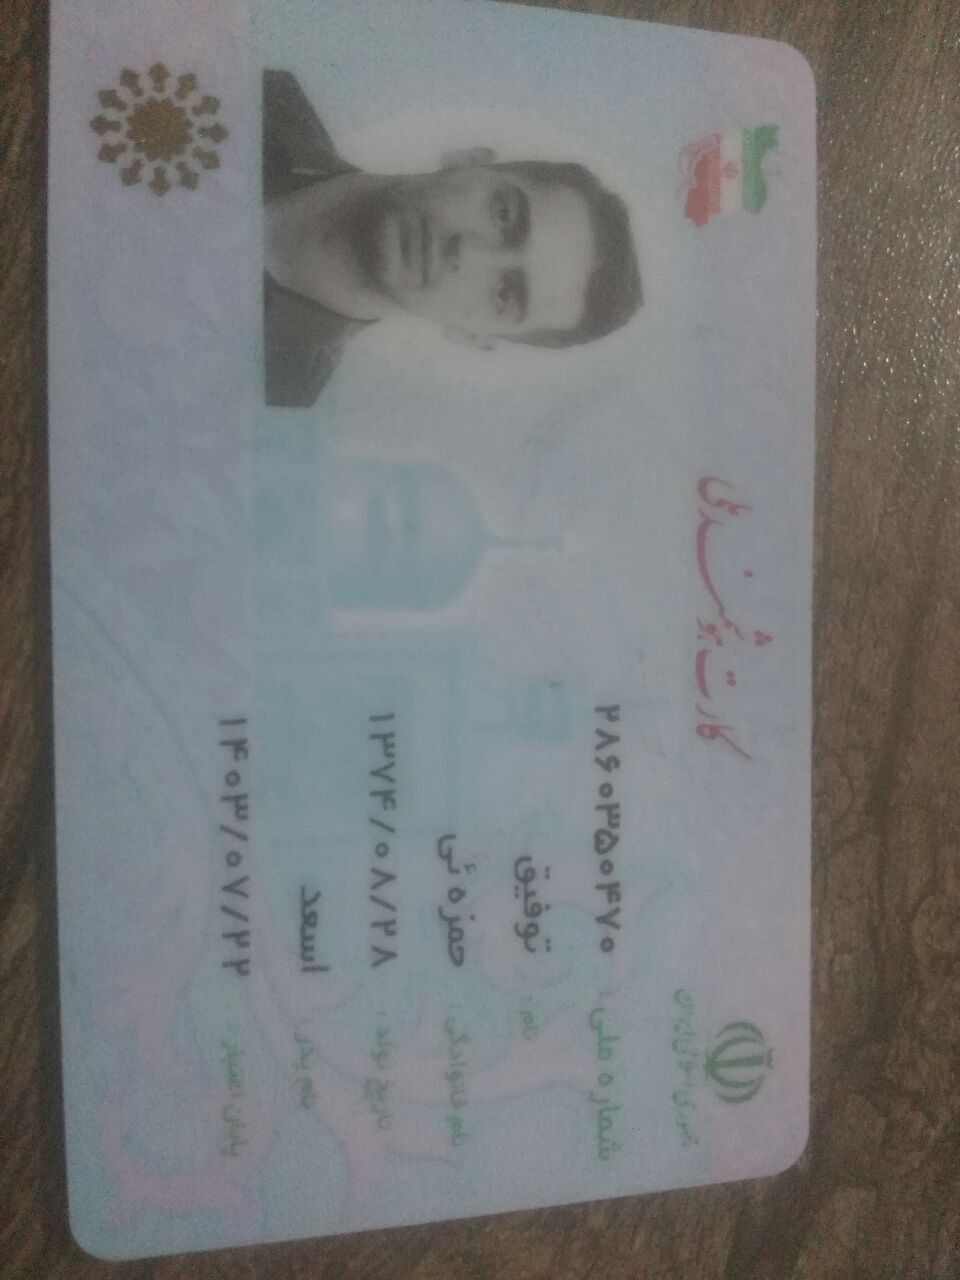 جمهوری اسلامی ایران
کارت هوشمند ملی
شماره ملی: ۲۸۶۰۳۵۰۴۷۰
نام: توفیق
نام خانوادگی: حمزه ئی
تاریخ تولد: ۱۳۷۴/۰۸/۲۸
نام پدر: اسعد
پایان اعتبار: ۱۴۰۳/۰۷/۲۲